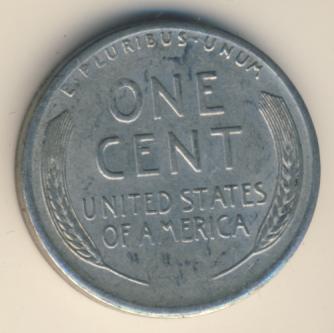 E·PLURIBUS·UNUM
ONE
CENT
UNITED STATES
OF AMERICA